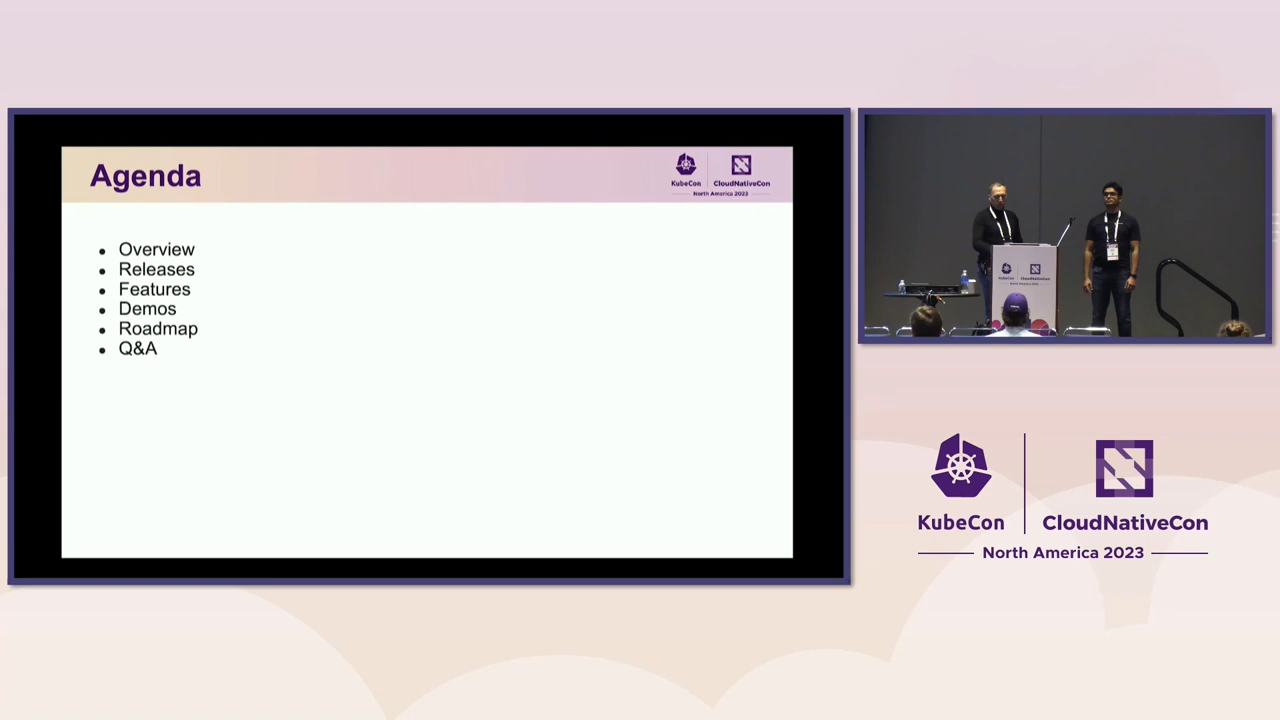 Agenda
KubeCon
CloudNativeCon
North America 2023
Overview
Releases
Features
Demos
Roadmap
Q&A
KubeCon
CloudNativeCon
North America 2023